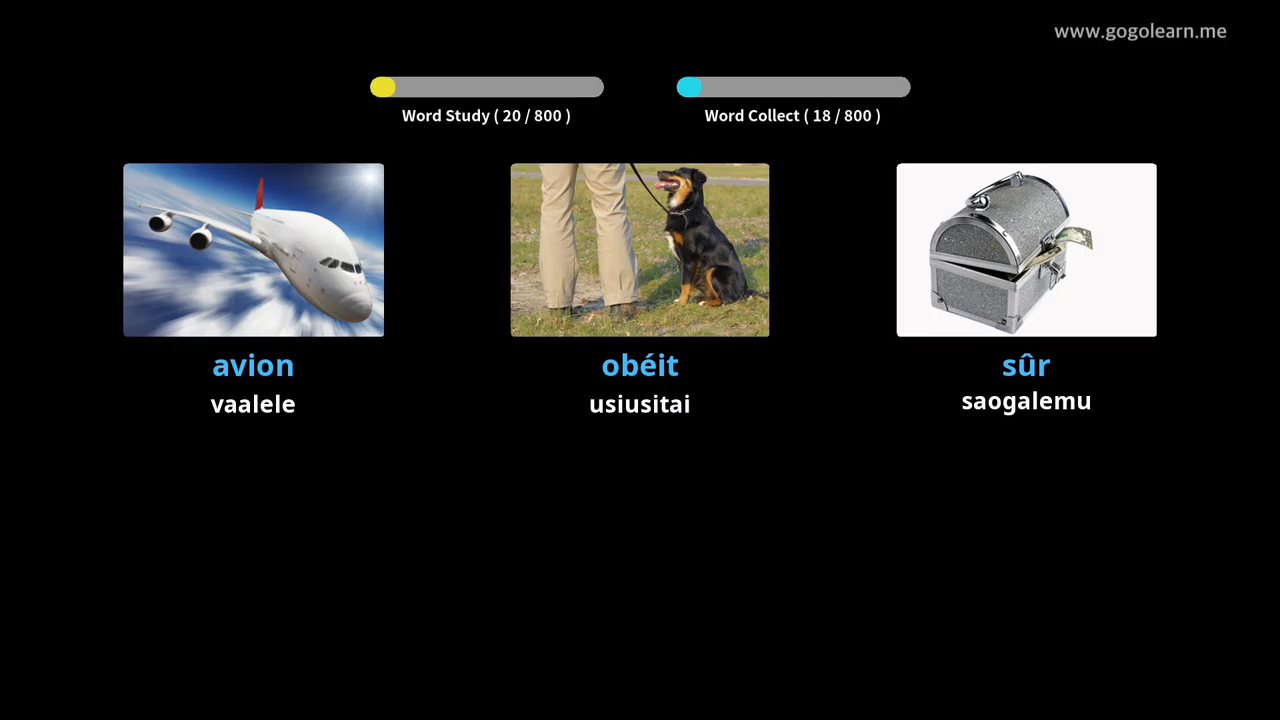 www.gogolearn.me
Word Study ( 20 / 800 )
Word Collect ( 18 / 800 )
avion
obéit
sûr
vaalele
usiusitai
saogalemu